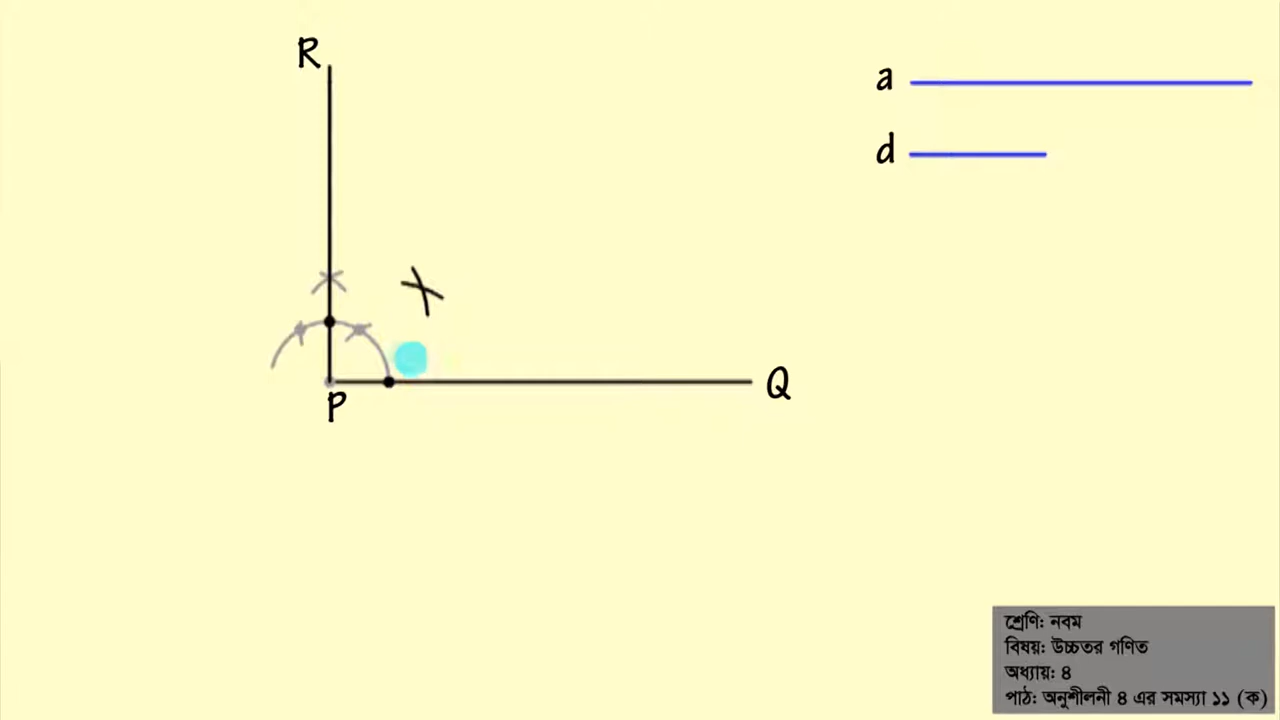 R
a
d
P
Q
শ্রেণি: নবম
বিষয়: উচ্চতর গণিত
অধ্যায়: ৪
পাঠ: অনুশীলনী ৪ এর সমস্যা ১১ (ক)